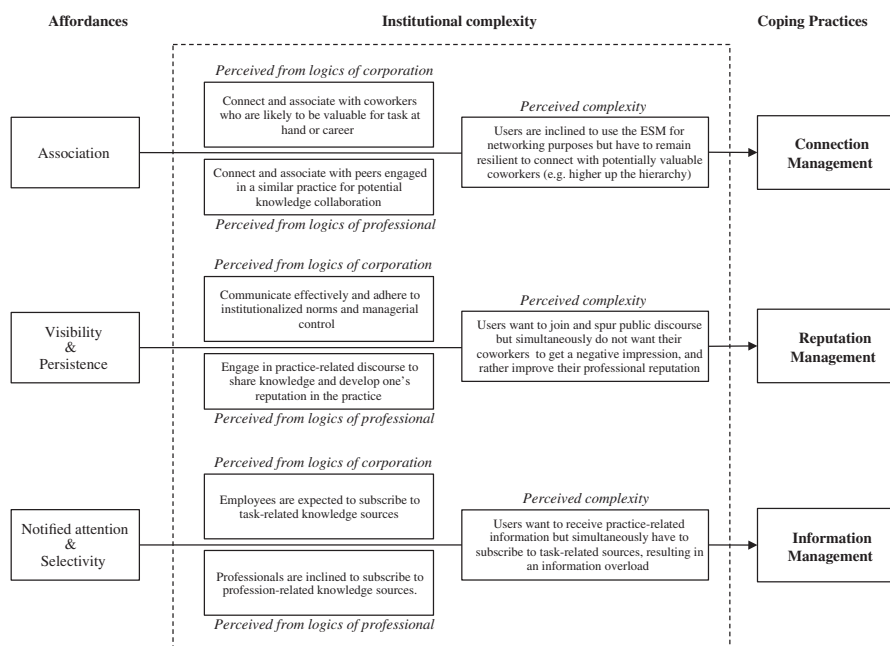 Affordances
Institutional complexity
Coping Practices
Perceived from logics of corporation
Connect and associate with coworkers
who are likely to be valuable for task at
hand or career
Perceived complexity
Association
Users are inclined to use the ESM for
networking purposes but have to remain
resilient to connect with potentially valuable
coworkers (e.g. higher up the hierarchy)
Connection
Management
Connect and associate with peers engaged
in a similar practice for potential
knowledge collaboration
Perceived from logics of professional
Perceived from logics of corporation
Communicate effectively and adhere to
institutionalized norms and managerial
control
Perceived complexity
Visibility
&
Persistence
Users want to join and spur public discourse
but simultaneously do not want their
coworkers to get a negative impression, and
rather improve their professional reputation
Reputation
Management
Engage in practice-related discourse to
share knowledge and develop one's
reputation in the practice
Perceived from logics of professional
Perceived from logics of corporation
Employees are expected to subscribe to
task-related knowledge sources
Perceived complexity
Notified attention
&
Selectivity
Users want to receive practice-related
information but simultaneously have to
subscribe to task-related sources, resulting in
an information overload
Information
Management
Professionals are inclined to subscribe to
profession-related knowledge sources.
Perceived from logics of professional